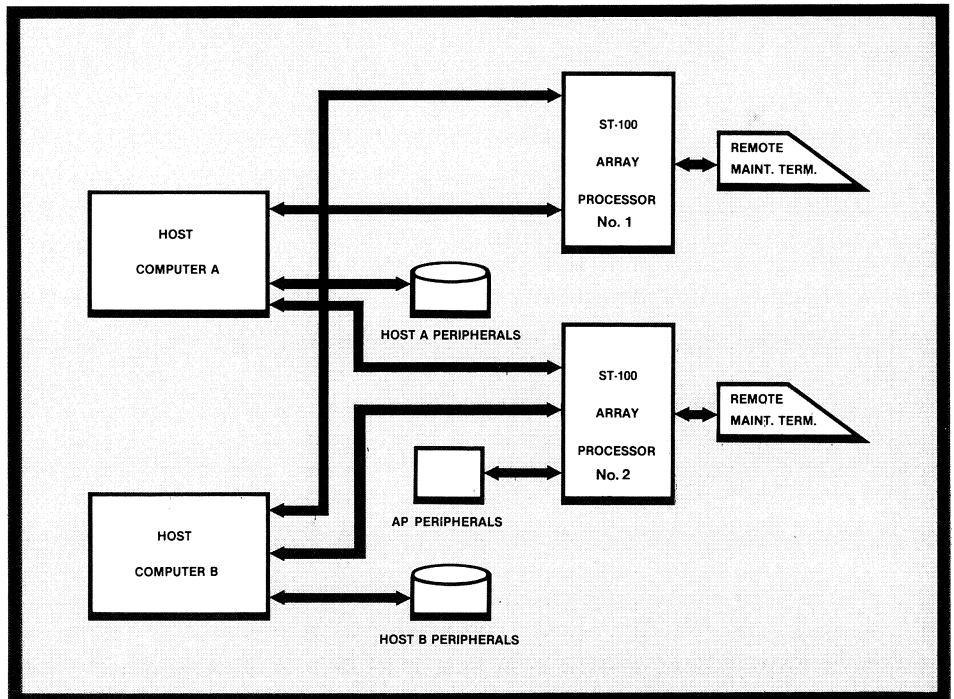 ST-100
ARRAY
PROCESSOR
No. 1
REMOTE
MAINT. TERM.
HOST
COMPUTER A
HOST A PERIPHERALS
ST-100
ARRAY
PROCESSOR
No. 2
REMOTE
MAINT. TERM.
AP PERIPHERALS
HOST
COMPUTER B
HOST B PERIPHERALS